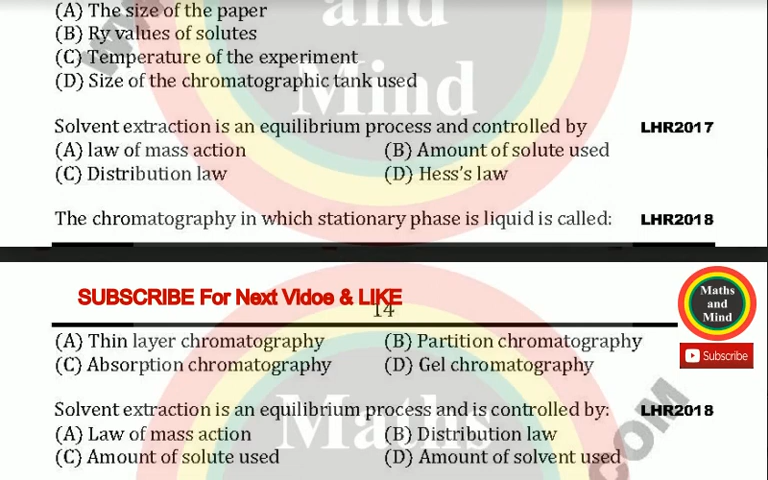 (A) The size of the paper
and
(B) Ry values of solutes
(C) Temperature of the experiment
Mind
(D) Size of the chromatographic tank used
Solvent extraction is an equilibrium process and controlled by LHR2017
(A) law of mass action (B) Amount of solute used
(C) Distribution law (D) Hess's law
The chromatography in which stationary phase is liquid is called: LHR2018
SUBSCRIBE For Next Vidoe & LIKE
14
Maths
and
Mind
Subscribe
(A) Thin layer chromatography (B) Partition chromatography
(C) Absorption chromatography (D) Gel chromatography
Solvent extraction is an equilibrium process and is controlled by: LHR2018
Maths
(A) Law of mass action (B) Distribution law
(C) Amount of solute used (D) Amount of solvent used
.COM